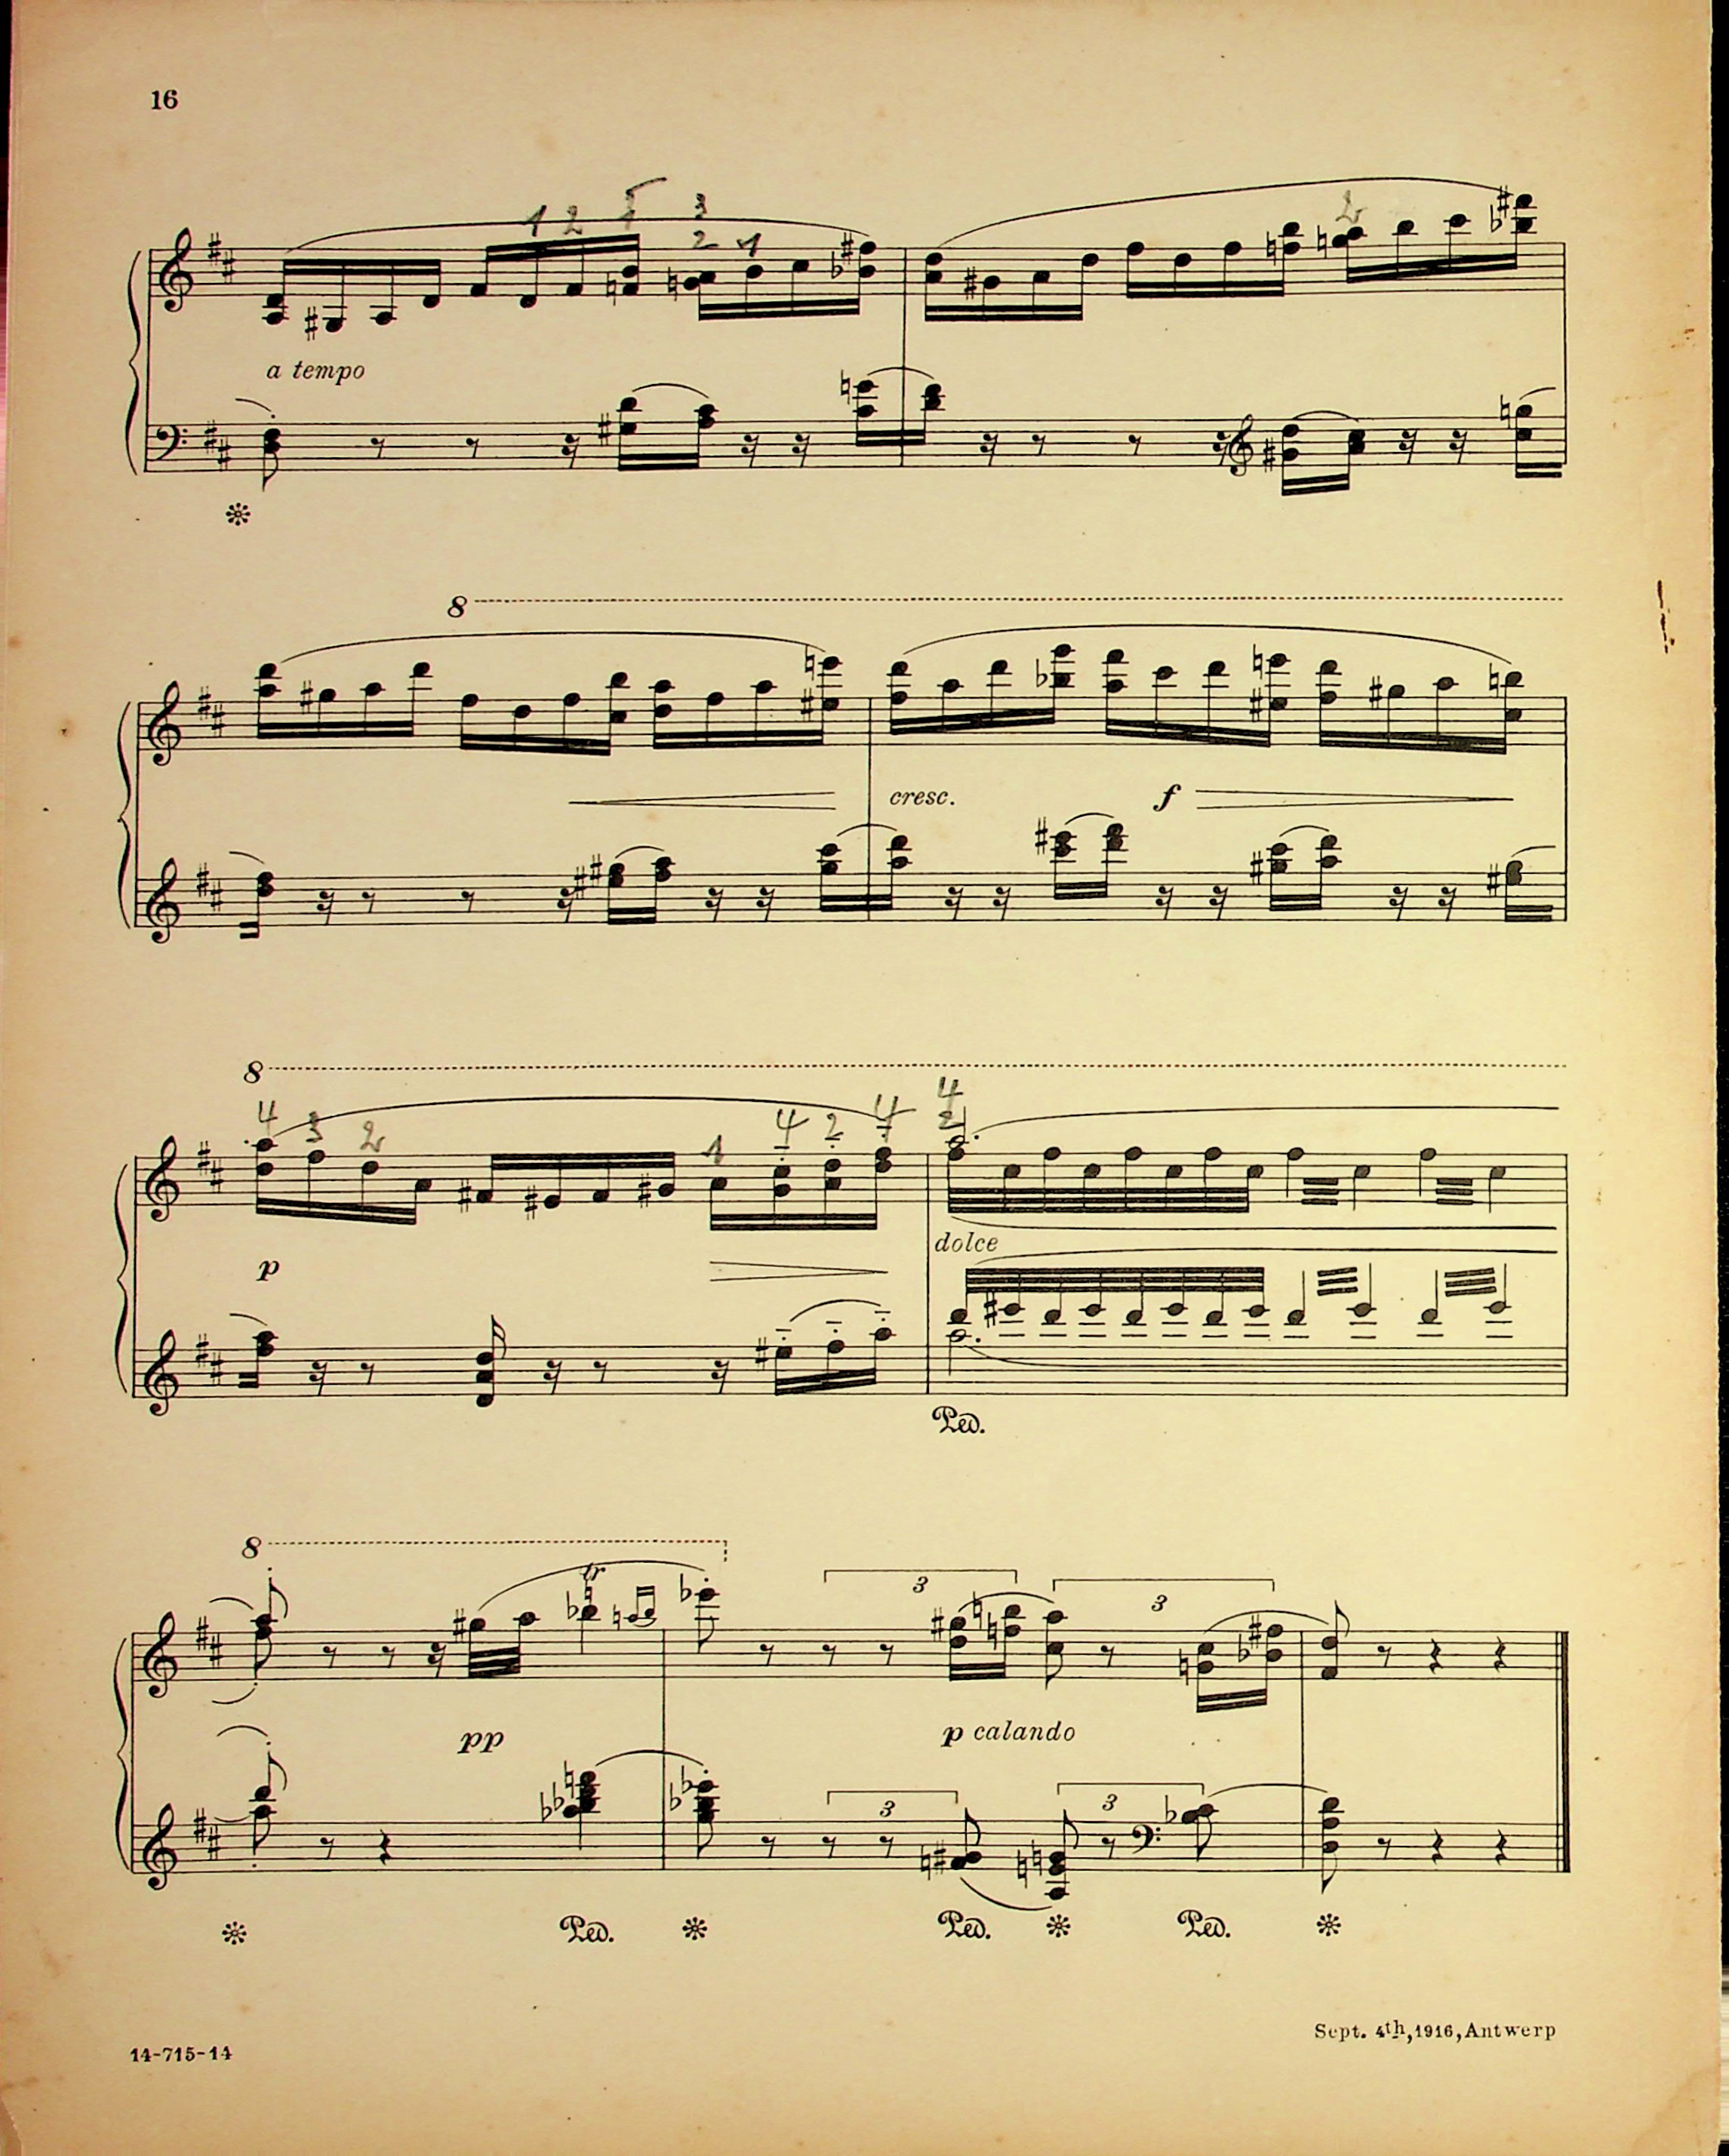 16
1 2 3
2 1
2
a tempo
8
cresc. f
8
4 3 2 1 4 2 4 4
2
p dolce
Ped.
8
tr
3 3
pp p calando
3 3
Ped. Ped. Ped.
Sept. 4th, 1916, Antwerp
14-715-14